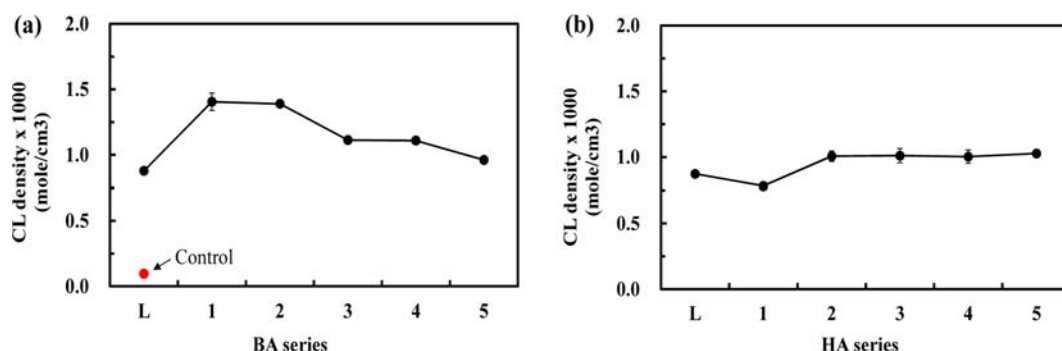 (a)
CL density x 1000
(mole/cm3)
2.0
1.5
1.0
0.5
0.0
Control
L 1 2 3 4 5
BA series
(b)
CL density x 1000
(mole/cm3)
2.0
1.5
1.0
0.5
0.0
L 1 2 3 4 5
HA series